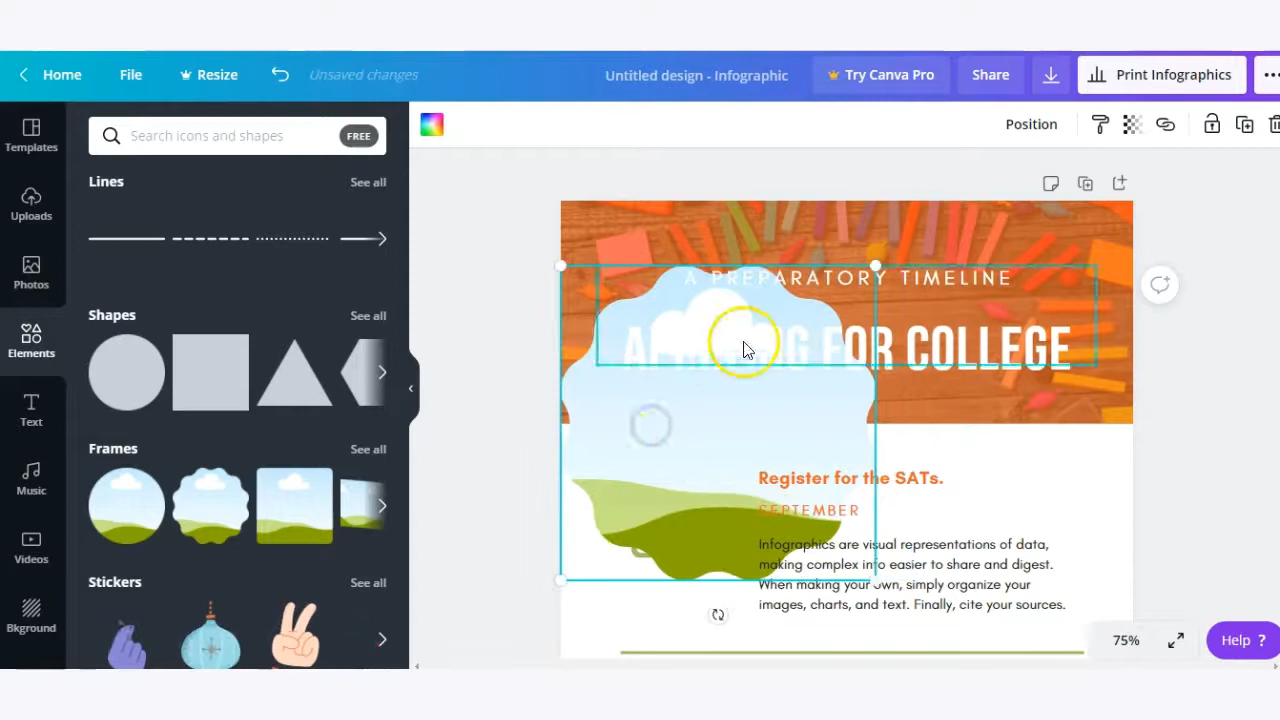 Home File Resize Unsaved changes Untitled design - Infographic Try Canva Pro Share Print Infographics
Search icons and shapes FREE
Position
Templates
Uploads
Photos
Elements
Text
Music
Videos
Bkground
Lines See all
Shapes See all
Frames See all
Stickers See all
A PREPARATORY TIMELINE
FOR COLLEGE
Register for the SATs.
SEPTEMBER
Infographics are visual representations of data,
making complex info easier to share and digest.
When making your own, simply organize your
images, charts, and text. Finally, cite your sources.
75%
Help ?